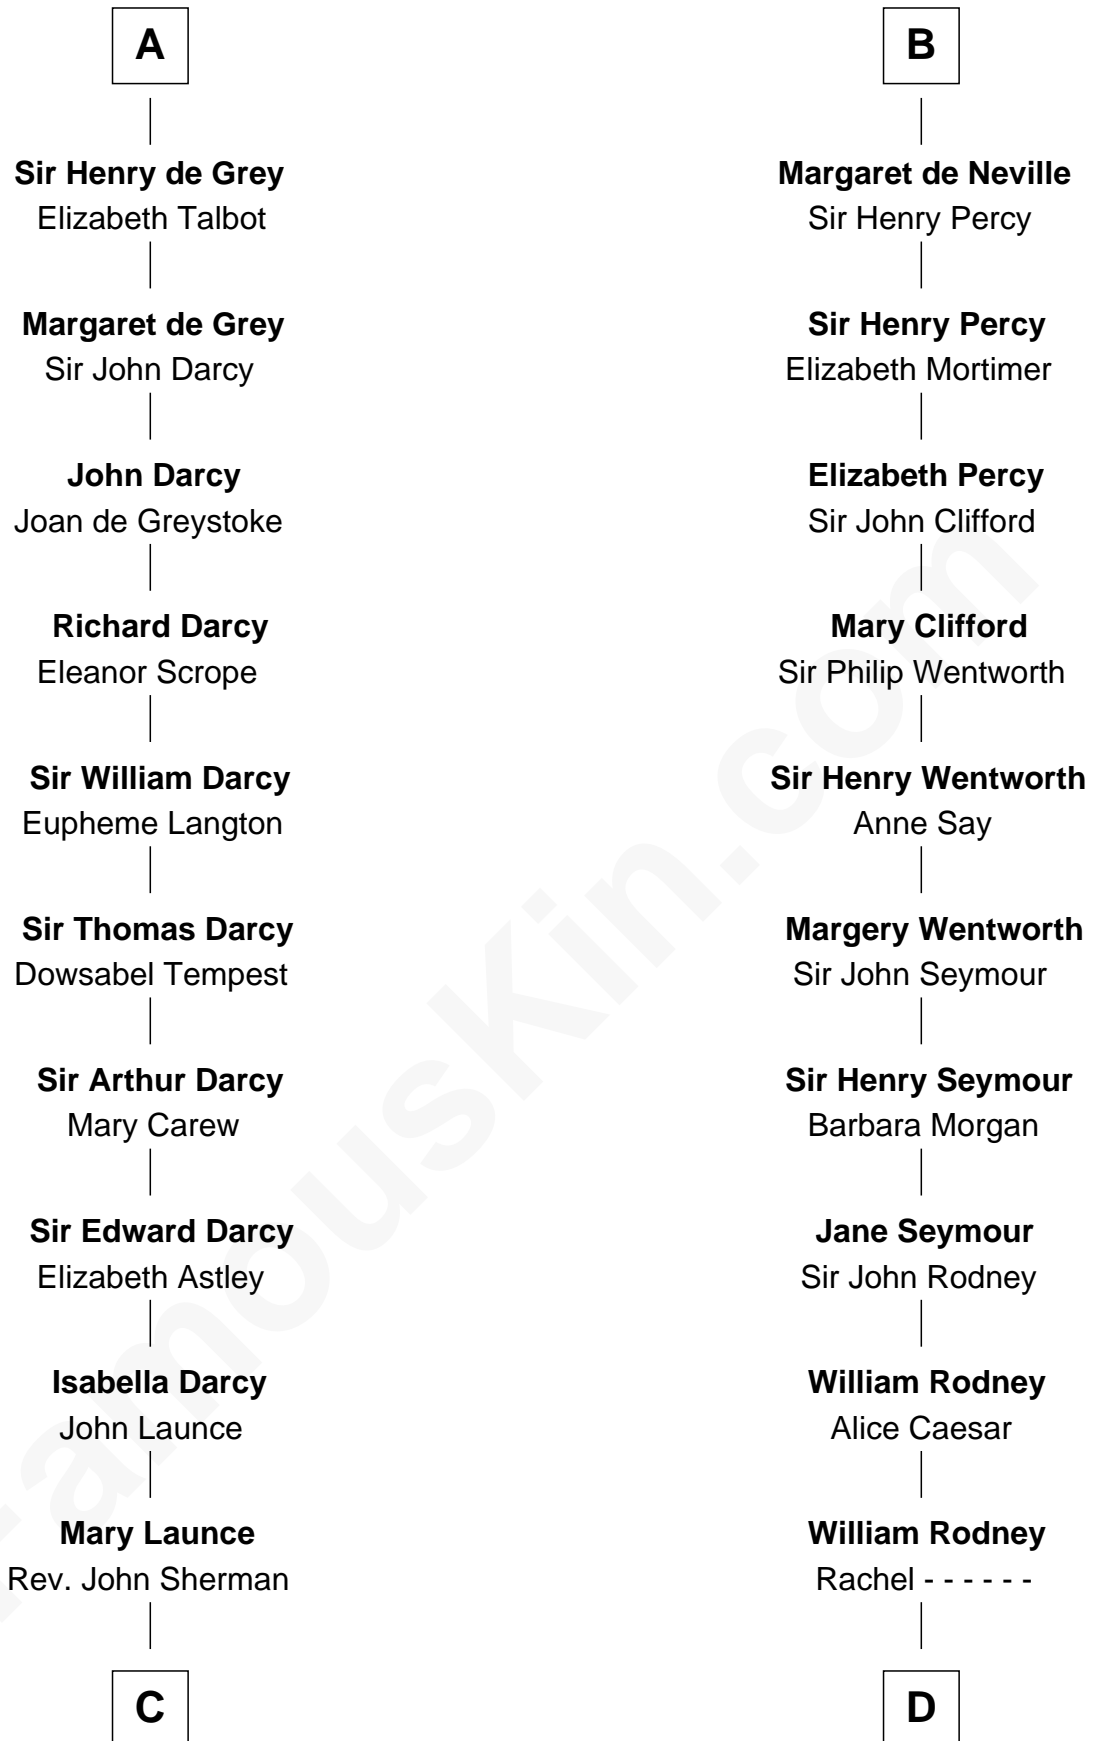 A
Sir Henry de Grey
Elizabeth Talbot
Margaret de Grey
Sir John Darcy
John Darcy
Joan de Greystoke
Richard Darcy
Eleanor Scrope
Sir William Darcy
Eupheme Langton
Sir Thomas Darcy
Dowsabel Tempest
Sir Arthur Darcy
Mary Carew
Sir Edward Darcy
Elizabeth Astley
Isabella Darcy
John Launce
Mary Launce
Rev. John Sherman
C
B
Margaret de Neville
Sir Henry Percy
Sir Henry Percy
Elizabeth Mortimer
Elizabeth Percy
Sir John Clifford
Mary Clifford
Sir Philip Wentworth
Sir Henry Wentworth
Anne Say
Margery Wentworth
Sir John Seymour
Sir Henry Seymour
Barbara Morgan
Jane Seymour
Sir John Rodney
William Rodney
Alice Caesar
William Rodney
Rachel - - - - - -
D
FamousKin.com